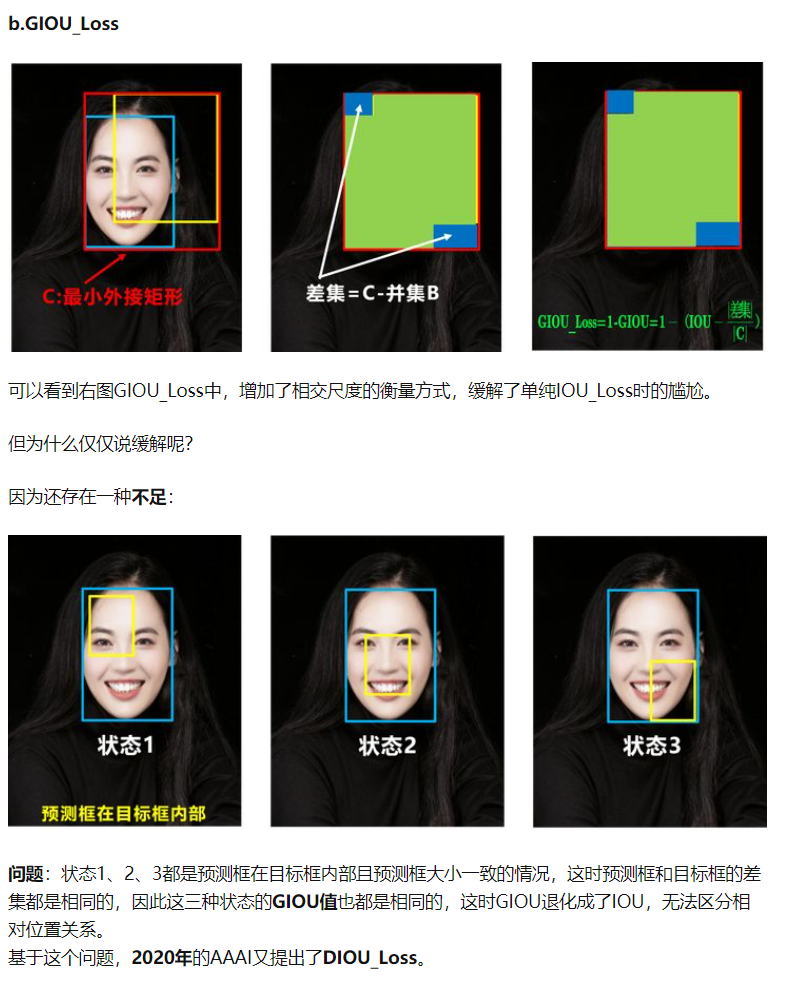 b.GIOU_Loss
C:最小外接矩形
差集=C-并集B
GIOU_Loss=1-GIOU=1-(IOU-|差集|/|C|)
可以看到右图GIOU_Loss中，增加了相交尺度的衡量方式，缓解了单纯IOU_Loss时的尴尬。
但为什么仅仅说缓解呢？
因为还存在一种不足：
状态1
预测框在目标框内部
状态2
状态3
问题：状态1、2、3都是预测框在目标框内部且预测框大小一致的情况，这时预测框和目标框的差
集都是相同的，因此这三种状态的GIOU值也都是相同的，这时GIOU退化成了IOU，无法区分相
对位置关系。
基于这个问题，2020年的AAAI又提出了DIOU_Loss。